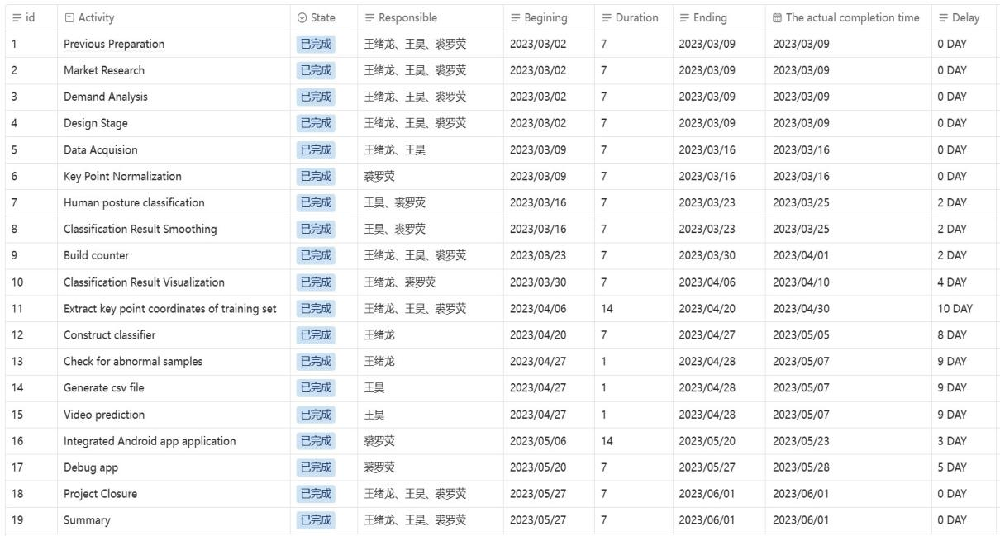 id Activity State Responsible Begining Duration Ending The actual completion time Delay
1 Previous Preparation 已完成 王绪龙、王昊、裘罗荧 2023/03/02 7 2023/03/09 2023/03/09 0 DAY
2 Market Research 已完成 王绪龙、王昊、裘罗荧 2023/03/02 7 2023/03/09 2023/03/09 0 DAY
3 Demand Analysis 已完成 王绪龙、王昊、裘罗荧 2023/03/02 7 2023/03/09 2023/03/09 0 DAY
4 Design Stage 已完成 王绪龙、王昊、裘罗荧 2023/03/02 7 2023/03/09 2023/03/09 0 DAY
5 Data Acquision 已完成 王绪龙、王昊 2023/03/09 7 2023/03/16 2023/03/16 0 DAY
6 Key Point Normalization 已完成 裘罗荧 2023/03/09 7 2023/03/16 2023/03/16 0 DAY
7 Human posture classification 已完成 王昊、裘罗荧 2023/03/16 7 2023/03/23 2023/03/25 2 DAY
8 Classification Result Smoothing 已完成 王昊、裘罗荧 2023/03/16 7 2023/03/23 2023/03/25 2 DAY
9 Build counter 已完成 王绪龙、王昊、裘罗荧 2023/03/23 7 2023/03/30 2023/04/01 2 DAY
10 Classification Result Visualization 已完成 王绪龙、裘罗荧 2023/03/30 7 2023/04/06 2023/04/10 4 DAY
11 Extract key point coordinates of training set 已完成 王绪龙、王昊、裘罗荧 2023/04/06 14 2023/04/20 2023/04/30 10 DAY
12 Construct classifier 已完成 王绪龙 2023/04/20 7 2023/04/27 2023/05/05 8 DAY
13 Check for abnormal samples 已完成 王绪龙 2023/04/27 1 2023/04/28 2023/05/07 9 DAY
14 Generate csv file 已完成 王昊 2023/04/27 1 2023/04/28 2023/05/07 9 DAY
15 Video prediction 已完成 王昊 2023/04/27 1 2023/04/28 2023/05/07 9 DAY
16 Integrated Android app application 已完成 裘罗荧 2023/05/06 14 2023/05/20 2023/05/23 3 DAY
17 Debug app 已完成 裘罗荧 2023/05/20 7 2023/05/27 2023/05/28 5 DAY
18 Project Closure 已完成 王绪龙、王昊、裘罗荧 2023/05/27 7 2023/06/01 2023/06/01 0 DAY
19 Summary 已完成 王绪龙、王昊、裘罗荧 2023/05/27 7 2023/06/01 2023/06/01 0 DAY